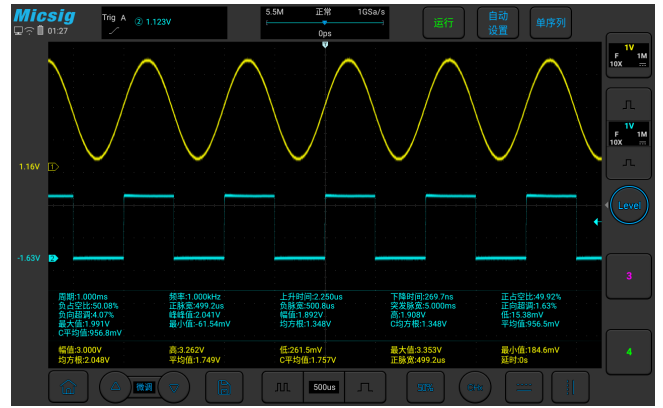 Micsig
01:27
Trig A ② 1.123V
5.5M 正常 1GSa/s
0ps
运行
自动
设置
单序列
1V
F 1M
10X
1V
F 1M
10X
Level
1.16V 1
-1.63V 2
3
4
周期:1.000ms 频率:1.000kHz 上升时间:2.250us 下降时间:269.7ns 正占空比:49.92%
负占空比:50.08% 正脉宽:499.2us 负脉宽:500.8us 突发脉宽:5.000ms 正向超调:1.63%
负向超调:4.07% 峰峰值:2.041V 幅值:1.892V 高:1.908V 低:15.38mV
最大值:1.991V 最小值:-61.54mV 均方根:1.348V C均方根:1.348V 平均值:956.5mV
C平均值:956.8mV
幅值:3.000V 高:3.262V 低:261.5mV 最大值:3.353V 最小值:184.6mV
均方根:2.048V 平均值:1.749V C平均值:1.757V 正脉宽:499.2us 延时:0s
微调
500us
50%